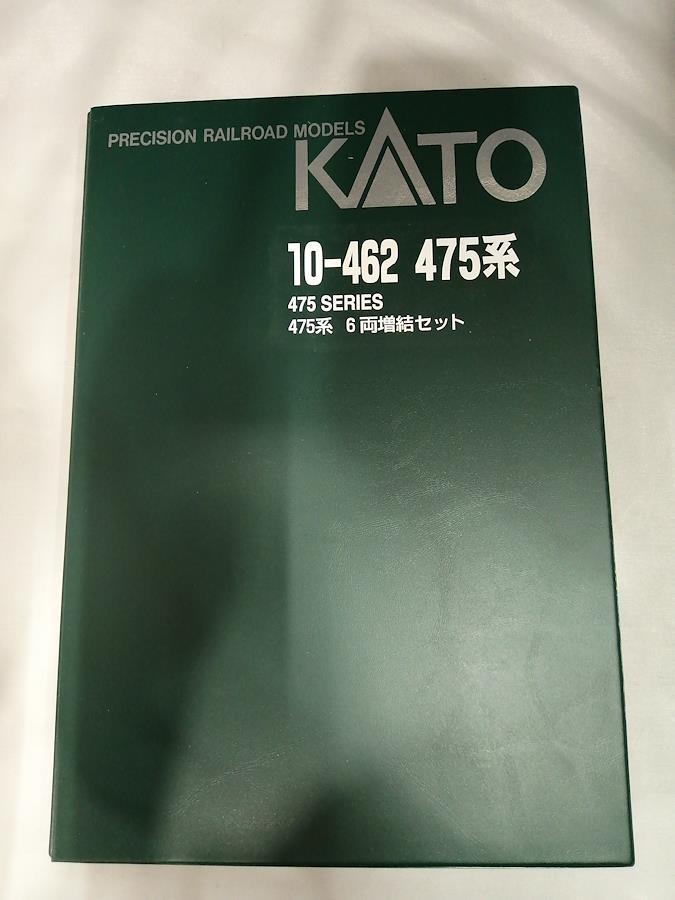 PRECISION RAILROAD MODELS
KATO
10-462 475系
475 SERIES
475系 6両増結セット